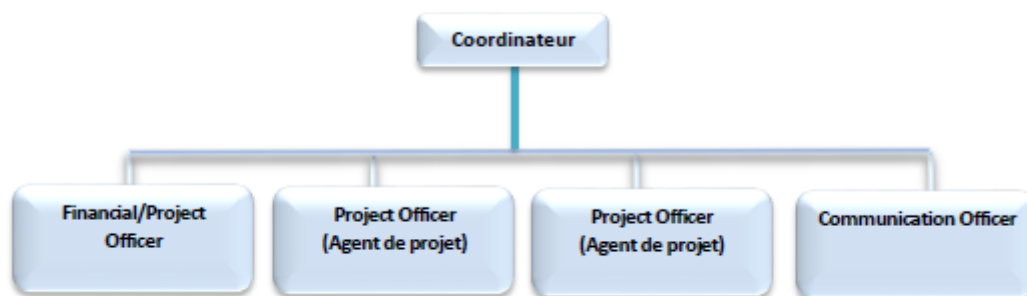 Coordinateur
Financial/Project
Officer
Project Officer
(Agent de projet)
Project Officer
(Agent de projet)
Communication Officer